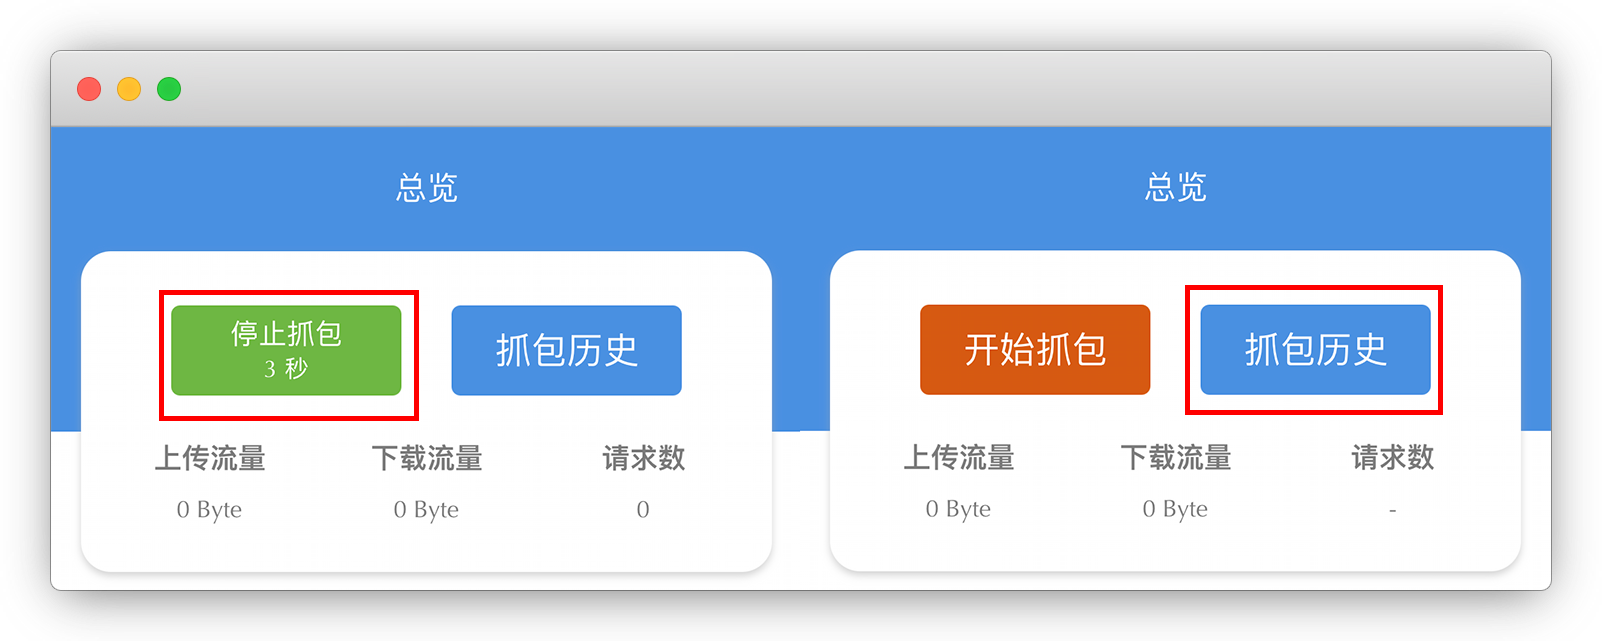 总览
停止抓包
3 秒
抓包历史
上传流量
下载流量
请求数
0 Byte
0 Byte
0
总览
开始抓包
抓包历史
上传流量
下载流量
请求数
0 Byte
0 Byte
-